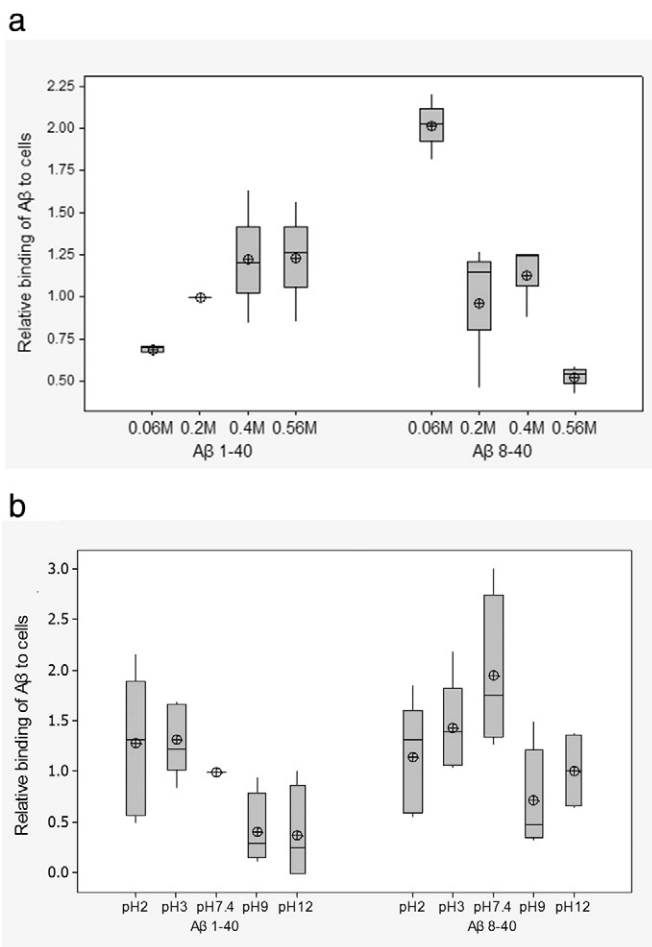 a
Relative binding of Aβ to cells
2.25
2.00
1.75
1.50
1.25
1.00
0.75
0.50
0.06M 0.2M 0.4M 0.56M 0.06M 0.2M 0.4M 0.56M
Aβ 1-40 Aβ 8-40
b
Relative binding of Aβ to cells
3.0
2.5
2.0
1.5
1.0
0.5
0.0
pH2 pH3 pH7.4 pH9 pH12 pH2 pH3 pH7.4 pH9 pH12
Aβ 1-40 Aβ 8-40